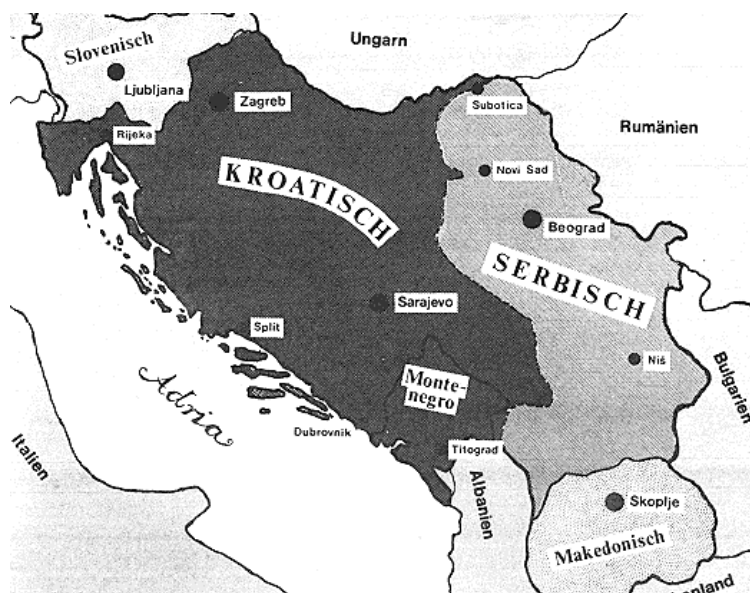 Slovenisch
Ljubljana
Ungarn
Zagreb
Subotica
Rumänien
Rijeka
Novi Sad
KROATISCH
Beograd
SERBISCH
Sarajevo
Split
Niš
Bulgarien
Monte-
negro
Adria
Dubrovnik
Titograd
Italien
Albanien
Skoplje
Makedonisch
enland